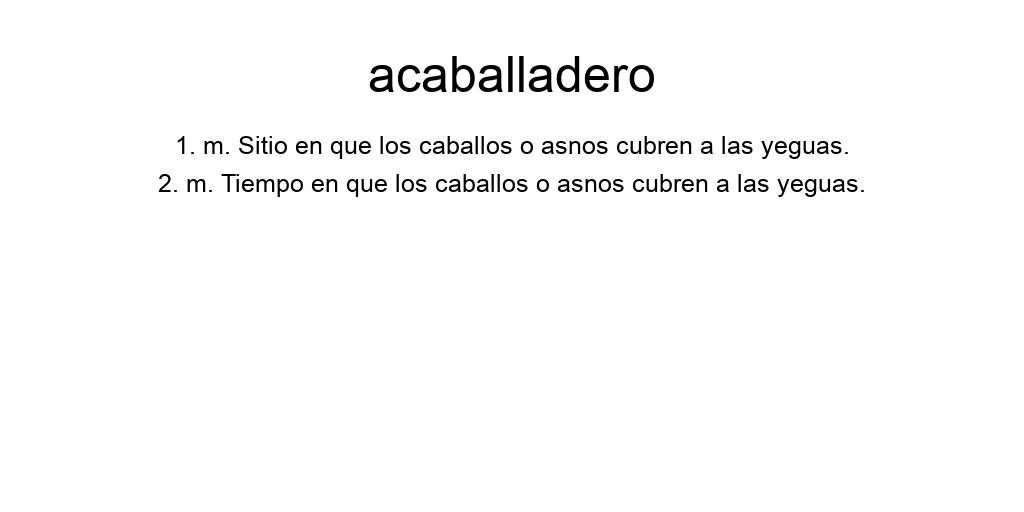 acaballadero
1. m. Sitio en que los caballos o asnos cubren a las yeguas.
2. m. Tiempo en que los caballos o asnos cubren a las yeguas.